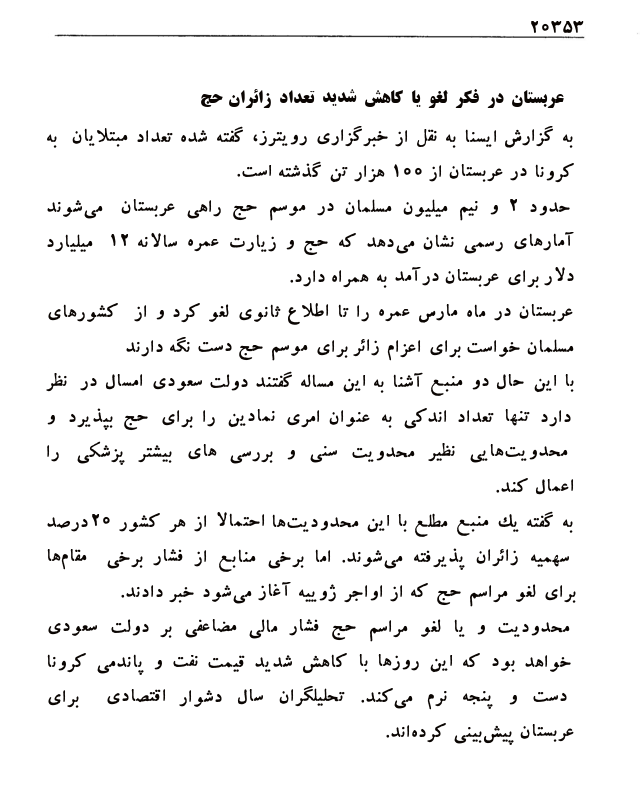 ۲۰۳۵۳
عربستان در فکر لغو یا کاهش شدید تعداد زائران حج
به گزارش ایسنا به نقل از خبرگزاری رویترز، گفته شده تعداد مبتلایان به
کرونا در عربستان از ۱۰۰ هزار تن گذشته است.
حدود ۲ و نیم میلیون مسلمان در موسم حج راهی عربستان می‌شوند
آمارهای رسمی نشان می‌دهد که حج و زیارت عمره سالانه ۱۲ میلیارد
دلار برای عربستان درآمد به همراه دارد.
عربستان در ماه مارس عمره را تا اطلاع ثانوی لغو کرد و از کشورهای
مسلمان خواست برای اعزام زائر برای موسم حج دست نگه دارند
با این حال دو منبع آشنا به این مساله گفتند دولت سعودی امسال در نظر
دارد تنها تعداد اندکی به عنوان امری نمادین را برای حج بپذیرد و
محدودیت‌هایی نظیر محدودیت سنی و بررسی های بیشتر پزشکی را
اعمال کند.
به گفته یك منبع مطلع با این محدودیت‌ها احتمالا از هر کشور ۲۰درصد
سهمیه زائران پذیرفته می‌شوند. اما برخی منابع از فشار برخی مقام‌ها
برای لغو مراسم حج که از اواجر ژوییه آغاز می‌شود خبر دادند.
محدودیت و یا لغو مراسم حج فشار مالی مضاعفی بر دولت سعودی
خواهد بود که این روزها با کاهش شدید قیمت نفت و پاندمی کرونا
دست و پنجه نرم می‌کند. تحلیلگران سال دشوار اقتصادی برای
عربستان پیش‌بینی کرده‌اند.